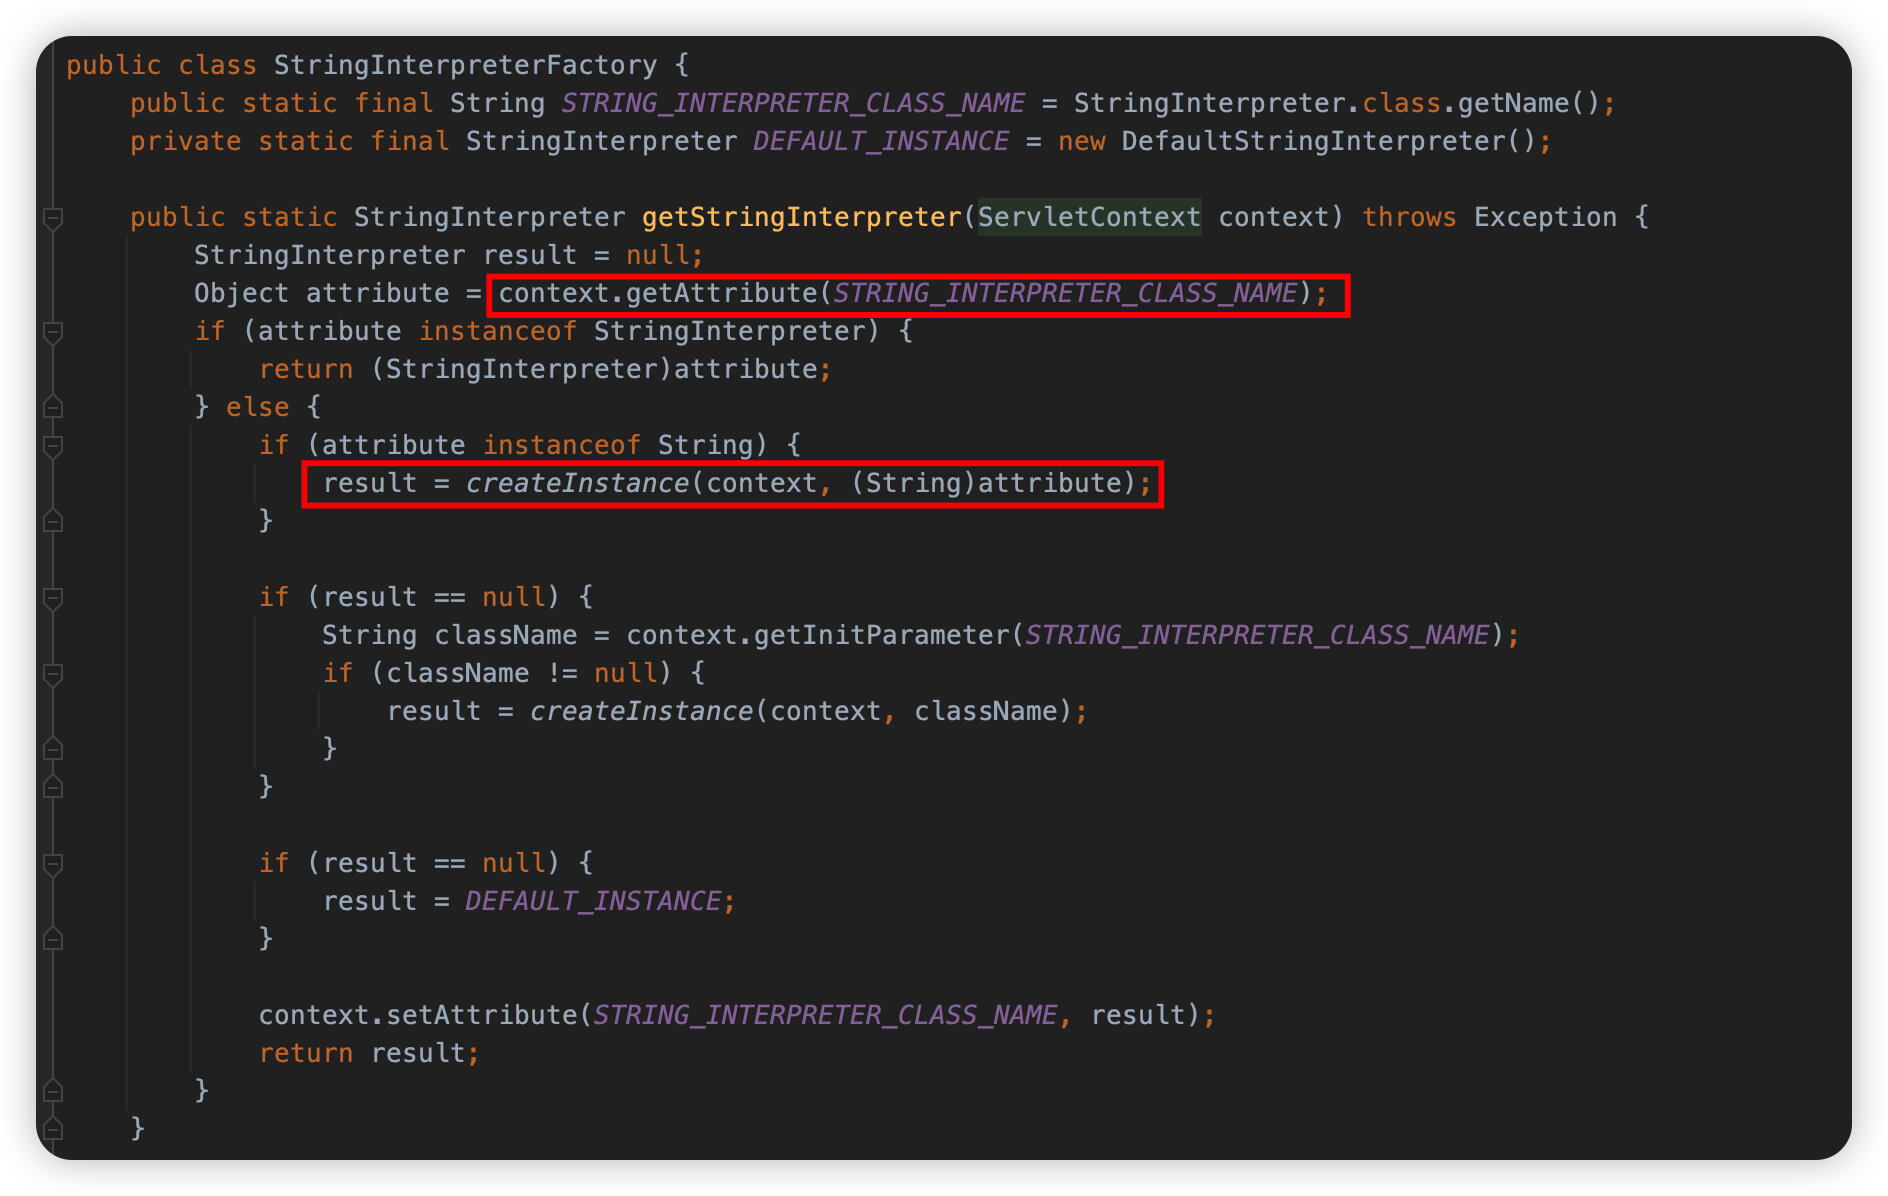 public class StringInterpreterFactory {
    public static final String STRING_INTERPRETER_CLASS_NAME = StringInterpreter.class.getName();
    private static final StringInterpreter DEFAULT_INSTANCE = new DefaultStringInterpreter();

    public static StringInterpreter getStringInterpreter(ServletContext context) throws Exception {
        StringInterpreter result = null;
        Object attribute = context.getAttribute(STRING_INTERPRETER_CLASS_NAME);
        if (attribute instanceof StringInterpreter) {
            return (StringInterpreter)attribute;
        } else {
            if (attribute instanceof String) {
                result = createInstance(context, (String)attribute);
            }

            if (result == null) {
                String className = context.getInitParameter(STRING_INTERPRETER_CLASS_NAME);
                if (className != null) {
                    result = createInstance(context, className);
                }
            }

            if (result == null) {
                result = DEFAULT_INSTANCE;
            }

            context.setAttribute(STRING_INTERPRETER_CLASS_NAME, result);
            return result;
        }
    }